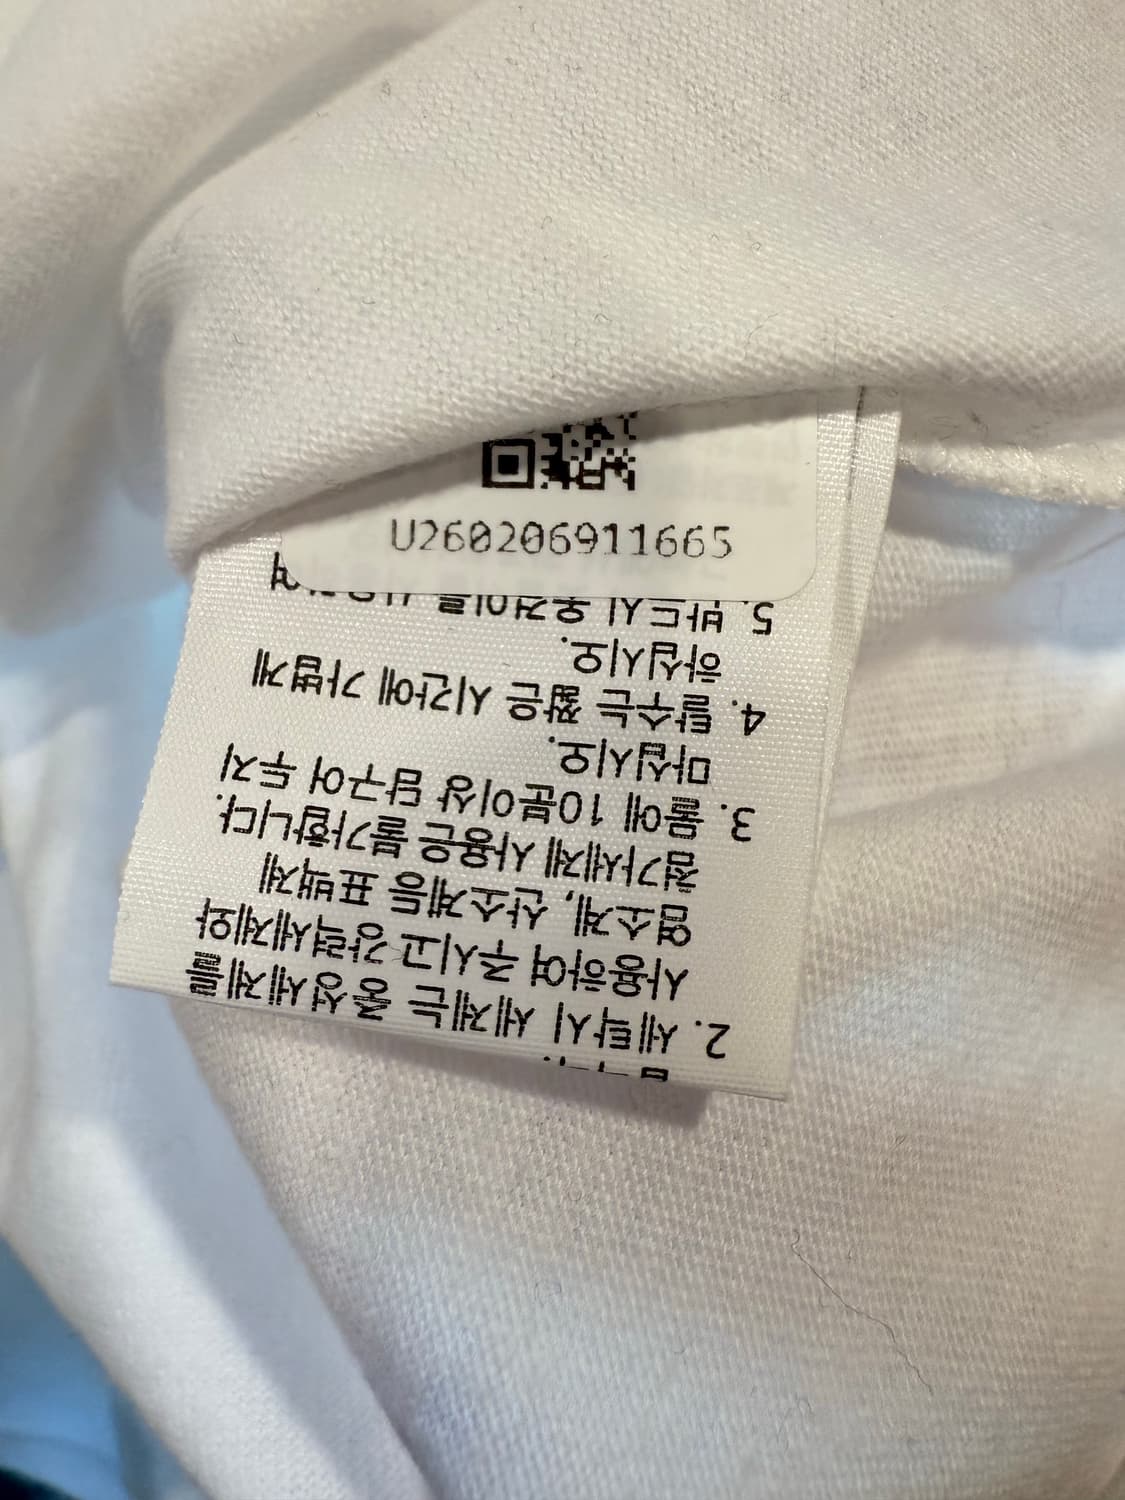 U260206911665
2. 세탁시 세제는 중성세제를
사용하여 주시고 강력세제와
염소계, 산소계등 표백제
첨가세제 사용은 불가합니다.
3. 물에 10분이상 담구어 두지
마십시오.
4. 탈수는 짧은 시간에 가볍게
하십시오.
5. 반드시 옷걸이를